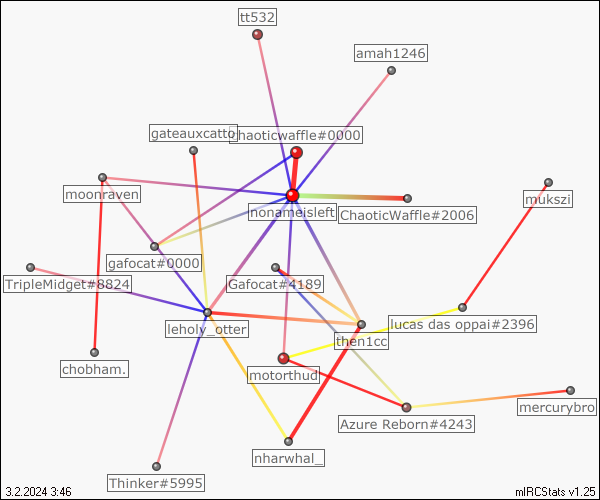 tt532
amah1246
gateauxcatto
Chaoticwaffle#0000
moonraven
nonameisleft
ChaoticWaffle#2006
mukszi
gafocat#0000
TripleMidget#8824
Gafocat#4189
leholy_otter
then1cc
lucas das oppai#2396
chobham.
motorthud
mercurybro
Azure Reborn#4243
nharwhal_
Thinker#5995
3.2.2024 3:46
mIRCStats v1.25